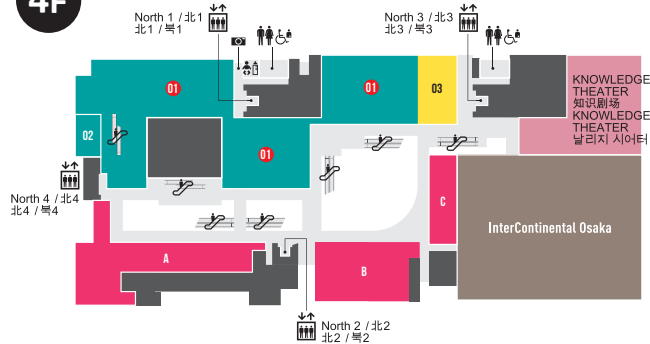 4F
North 1 / 北1
北1 / 북1
North 3 / 北3
北3 / 북3
01
01
03
KNOWLEDGE
THEATER
知识剧场
KNOWLEDGE
THEATER
날리지 시어터
02
01
North 4 / 北4
北4 / 북4
C
InterContinental Osaka
A
B
North 2 / 北2
北2 / 북2